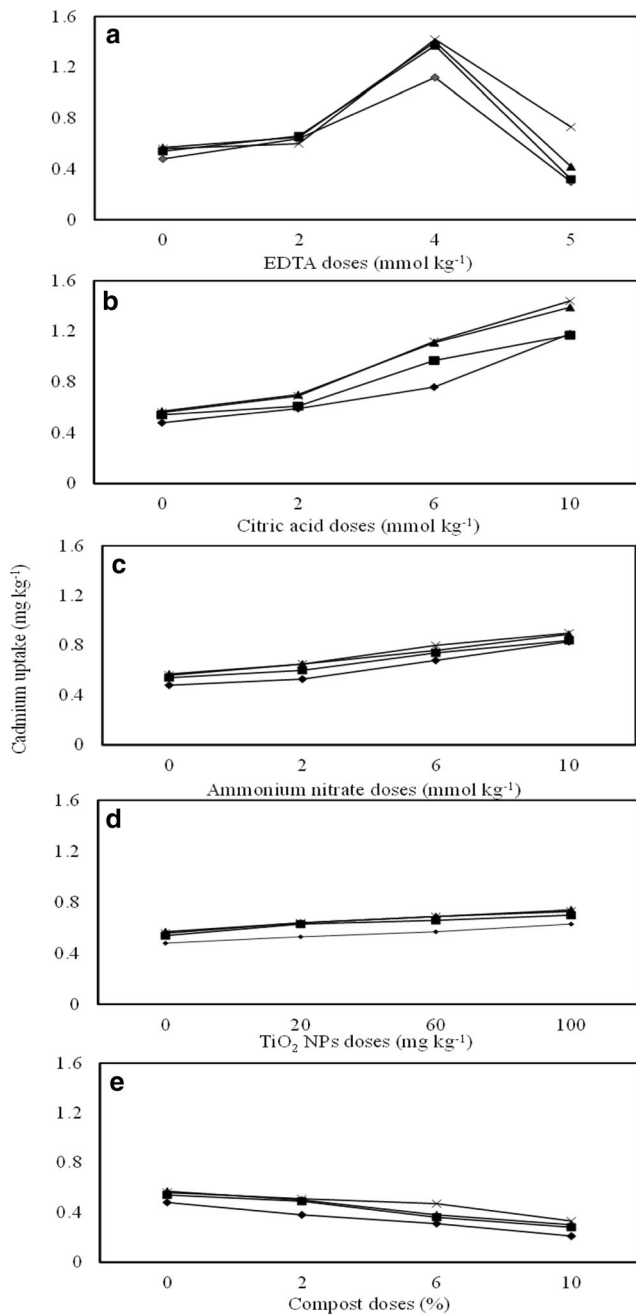 a
1.6
1.2
0.8
0.4
0
0 2 4 5
EDTA doses (mmol kg⁻¹)
b
1.6
1.2
0.8
0.4
0
0 2 6 10
Citric acid doses (mmol kg⁻¹)
Cadmium uptake (mg kg⁻¹)
c
1.6
1.2
0.8
0.4
0
0 2 6 10
Ammonium nitrate doses (mmol kg⁻¹)
d
1.6
1.2
0.8
0.4
0
0 20 60 100
TiO₂ NPs doses (mg kg⁻¹)
e
1.6
1.2
0.8
0.4
0
0 2 6 10
Compost doses (%)